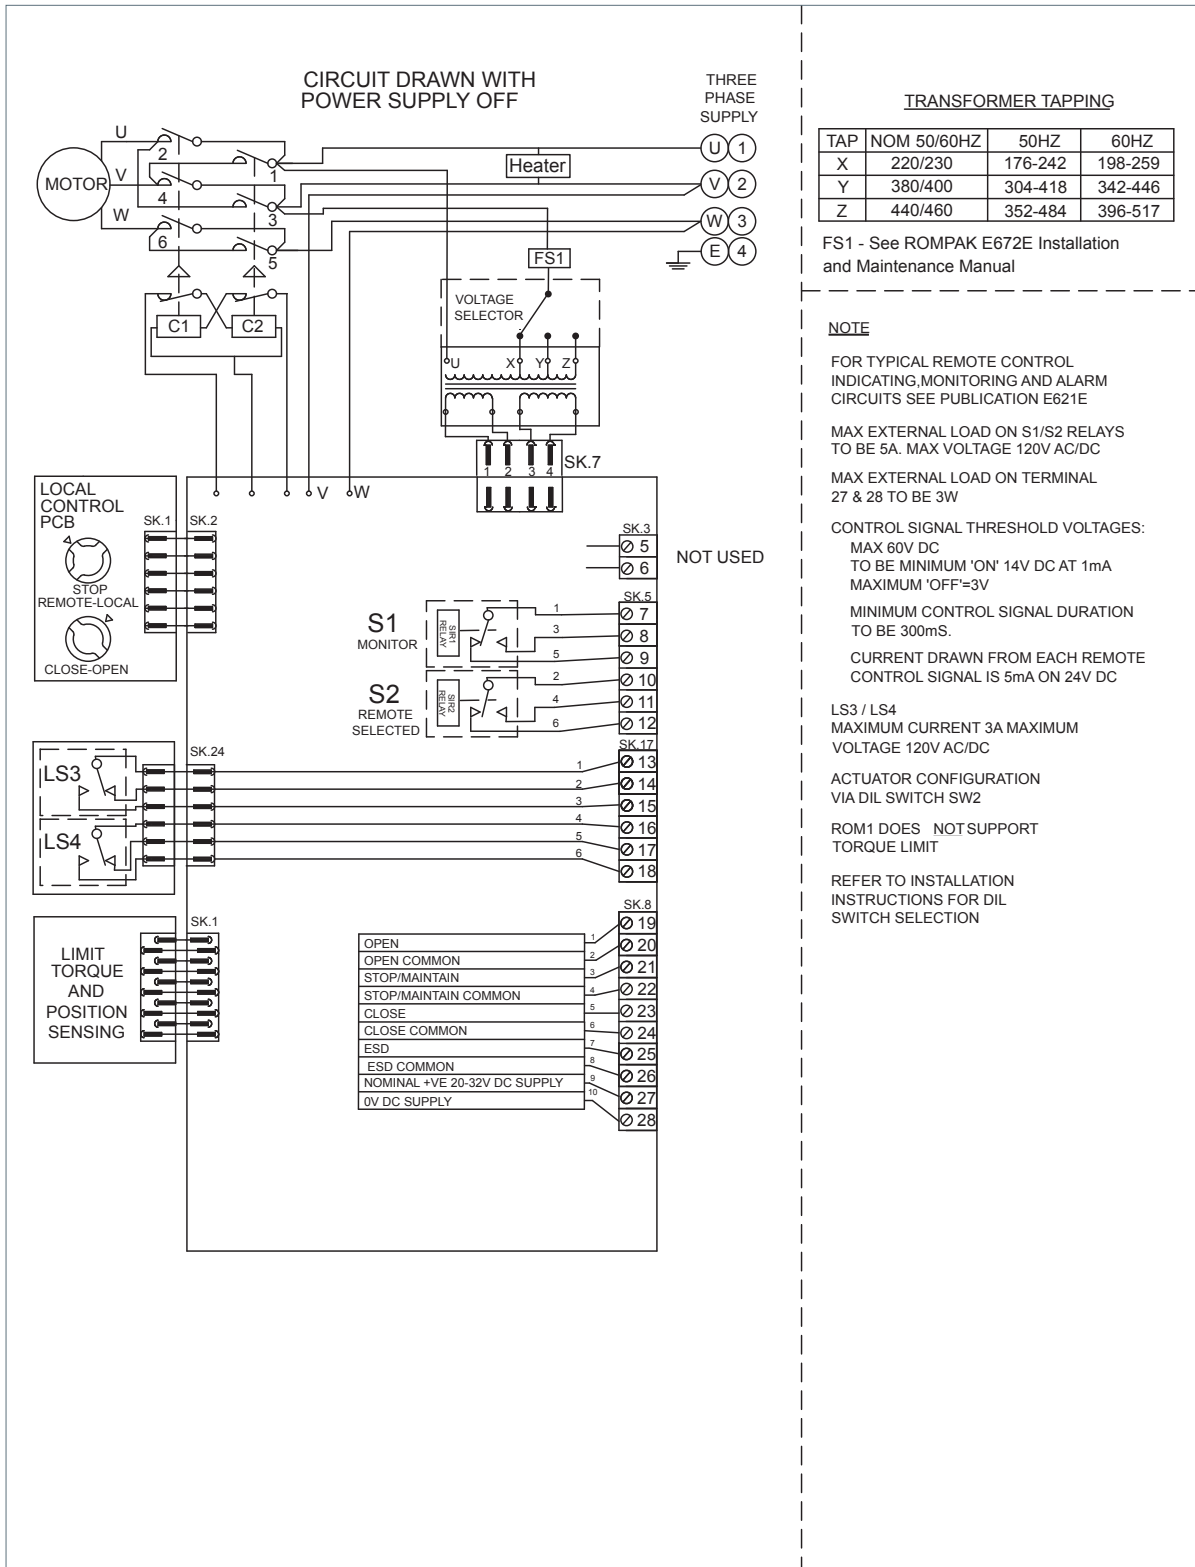 CIRCUIT DRAWN WITH
POWER SUPPLY OFF
THREE
PHASE
SUPPLY
U 1
V 2
W 3
E 4
MOTOR
U
V
W
2
4
6
1
3
5
Heater
FS1
C1
C2
VOLTAGE
SELECTOR
U
X
Y
Z
1 2 3 4
SK.7
V
W
LOCAL
CONTROL
PCB
STOP
REMOTE-LOCAL
CLOSE-OPEN
SK.1
SK.2
SK.3
5
6
NOT USED
S1
MONITOR
SIR1
RELAY
1
3
5
SK.5
7
8
9
S2
REMOTE
SELECTED
SIR2
RELAY
2
4
6
10
11
12
LS3
LS4
SK.24
1
2
3
4
5
6
SK.17
13
14
15
16
17
18
LIMIT
TORQUE
AND
POSITION
SENSING
SK.1
SK.8
OPEN 1 19
OPEN COMMON 2 20
STOP/MAINTAIN 3 21
STOP/MAINTAIN COMMON 4 22
CLOSE 5 23
CLOSE COMMON 6 24
ESD 7 25
ESD COMMON 8 26
NOMINAL +VE 20-32V DC SUPPLY 9 27
0V DC SUPPLY 10 28
TRANSFORMER TAPPING
TAP NOM 50/60HZ 50HZ 60HZ
X 220/230 176-242 198-259
Y 380/400 304-418 342-446
Z 440/460 352-484 396-517
FS1 - See ROMPAK E672E Installation
and Maintenance Manual
NOTE
FOR TYPICAL REMOTE CONTROL
INDICATING,MONITORING AND ALARM
CIRCUITS SEE PUBLICATION E621E
MAX EXTERNAL LOAD ON S1/S2 RELAYS
TO BE 5A. MAX VOLTAGE 120V AC/DC
MAX EXTERNAL LOAD ON TERMINAL
27 & 28 TO BE 3W
CONTROL SIGNAL THRESHOLD VOLTAGES:
MAX 60V DC
TO BE MINIMUM 'ON' 14V DC AT 1mA
MAXIMUM 'OFF'=3V
MINIMUM CONTROL SIGNAL DURATION
TO BE 300mS.
CURRENT DRAWN FROM EACH REMOTE
CONTROL SIGNAL IS 5mA ON 24V DC
LS3 / LS4
MAXIMUM CURRENT 3A MAXIMUM
VOLTAGE 120V AC/DC
ACTUATOR CONFIGURATION
VIA DIL SWITCH SW2
ROM1 DOES NOT SUPPORT
TORQUE LIMIT
REFER TO INSTALLATION
INSTRUCTIONS FOR DIL
SWITCH SELECTION